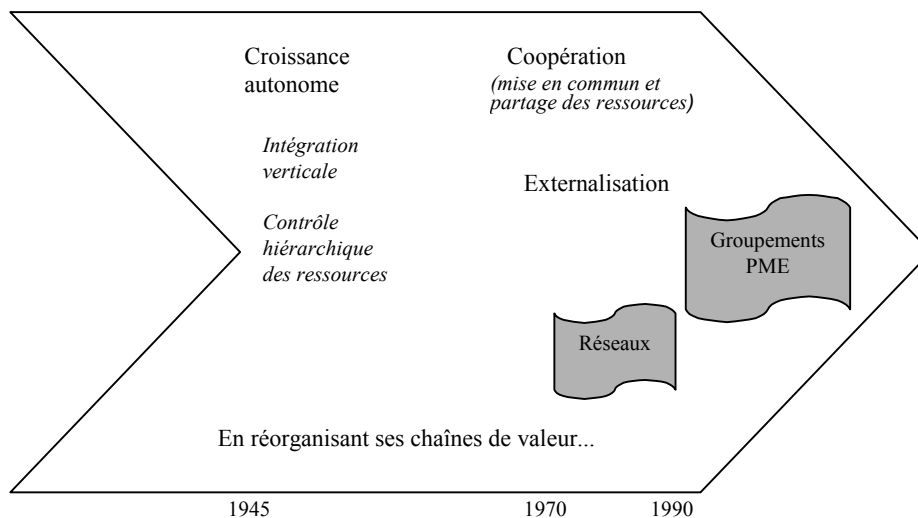 Croissance
autonome
Intégration
verticale
Contrôle
hiérarchique
des ressources
Coopération
(mise en commun et
partage des ressources)
Externalisation
Groupements
PME
Réseaux
En réorganisant ses chaînes de valeur...
1945
1970
1990